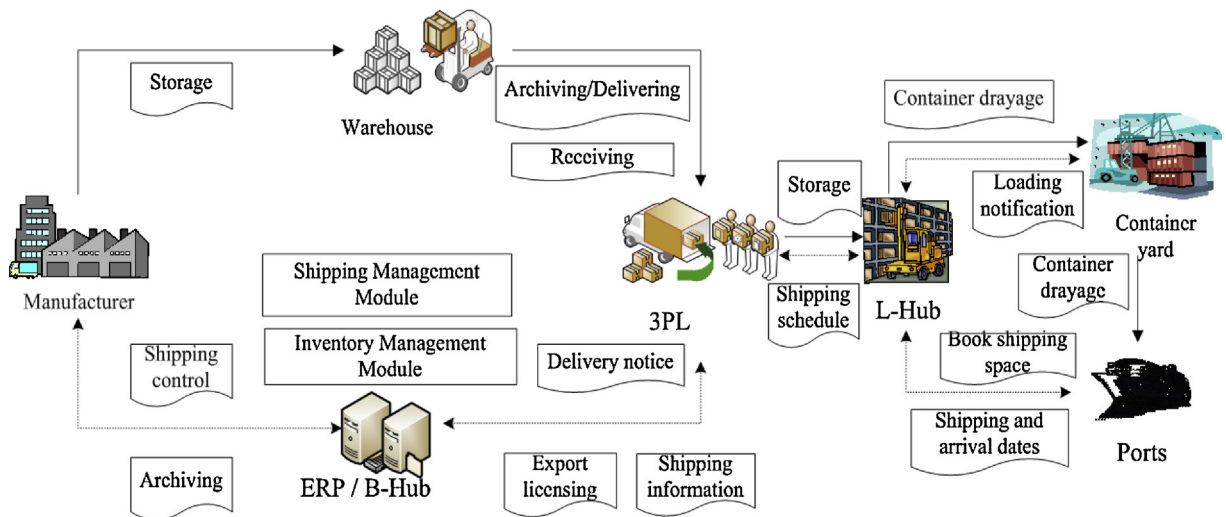 Storage
Warehouse
Archiving/Delivering
Receiving
Container drayage
Storage
Loading
notification
Container
yard
Manufacturer
Shipping Management
Module
Inventory Management
Module
3PL
Shipping
schedule
L-Hub
Container
drayage
Shipping
control
Delivery notice
Book shipping
space
Shipping and
arrival dates
Ports
Archiving
ERP / B-Hub
Export
licensing
Shipping
information